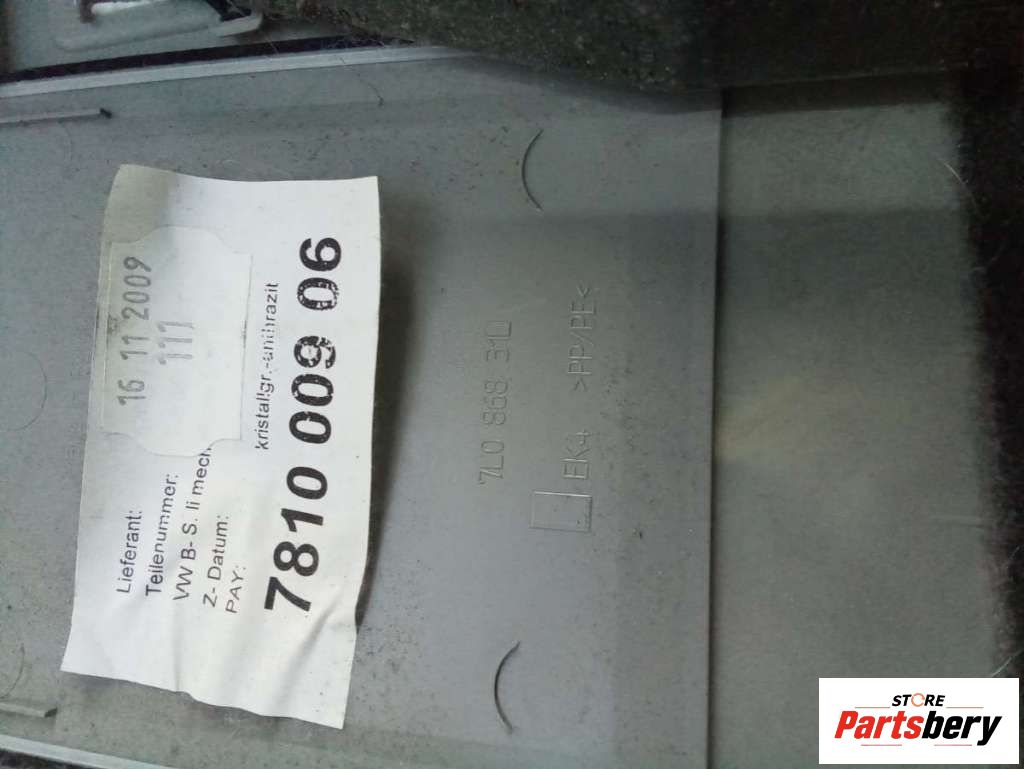 16 11 2009
111
Lieferant:
Teilenummer:
VW B- S. li mech
Z- Datum:
PAY: kristallgr.-anthrazit
7810 009 06
7L0 868 31
EK4 >PP/PE<
STORE
Partsbery